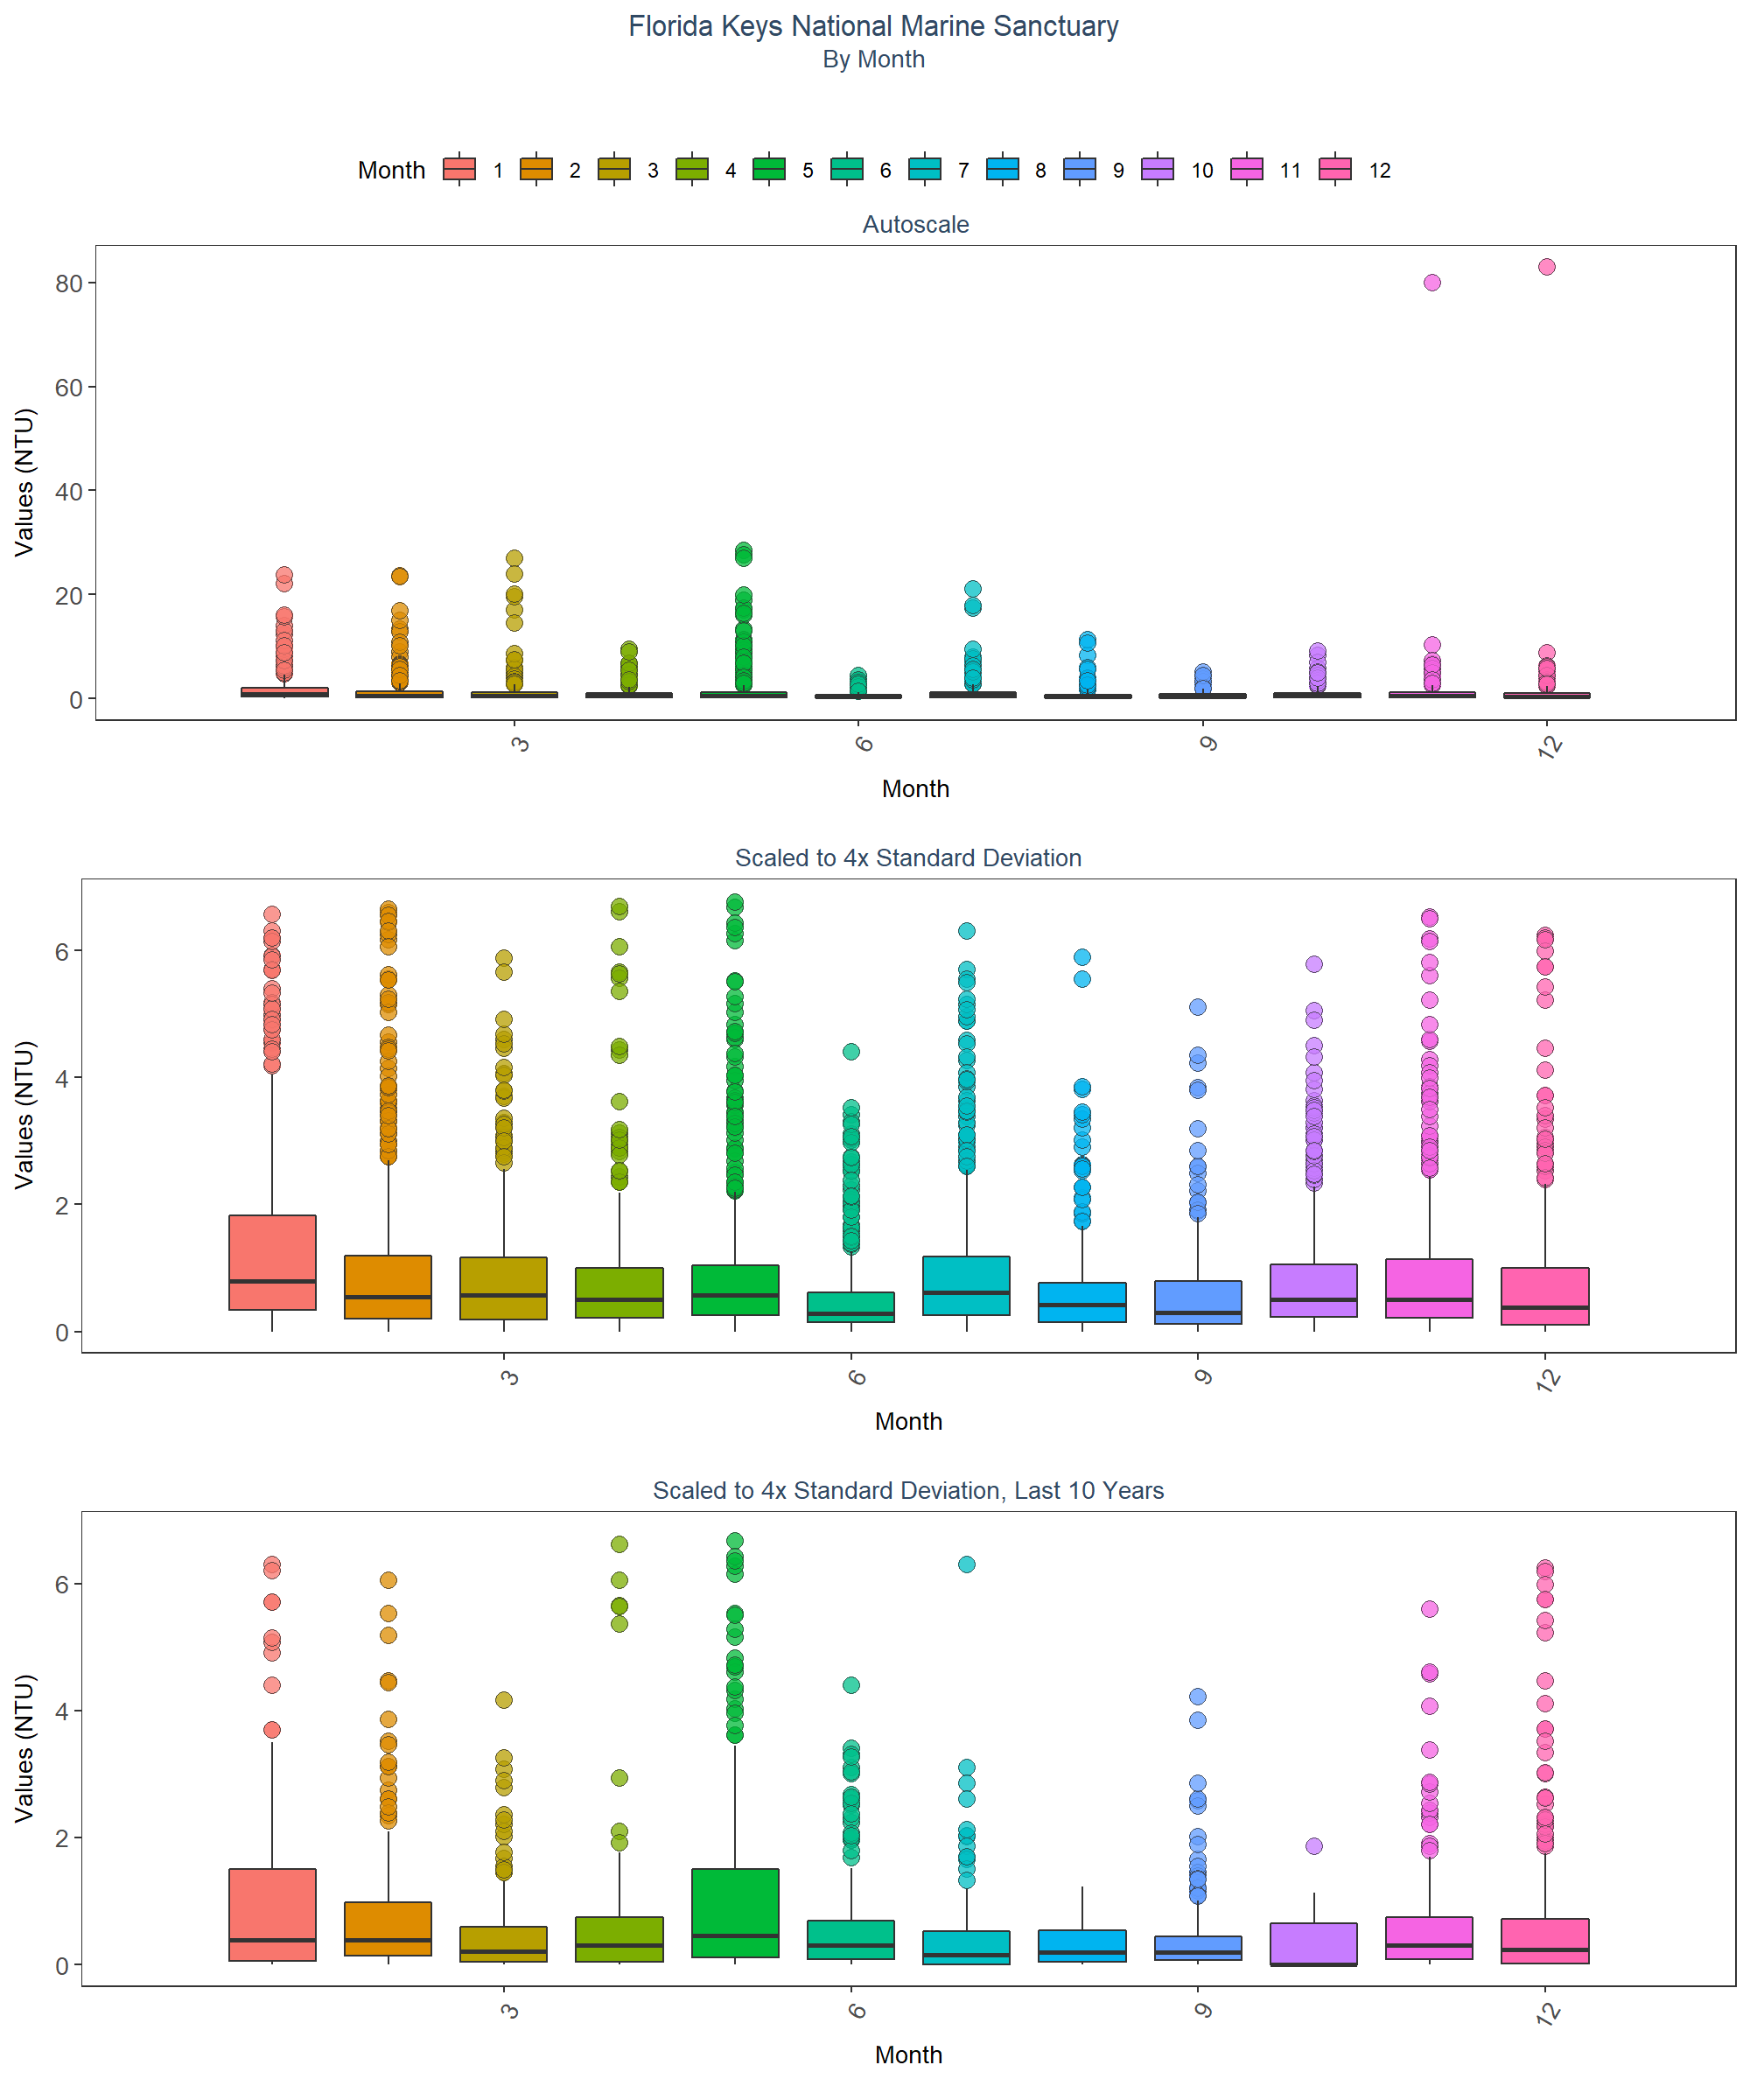 Florida Keys National Marine Sanctuary
By Month
Month 1 2 3 4 5 6 7 8 9 10 11 12
Autoscale
Values (NTU)
80
60
40
20
0
3 6 9 12
Month
Scaled to 4x Standard Deviation
Values (NTU)
6
4
2
0
3 6 9 12
Month
Scaled to 4x Standard Deviation, Last 10 Years
Values (NTU)
6
4
2
0
3 6 9 12
Month